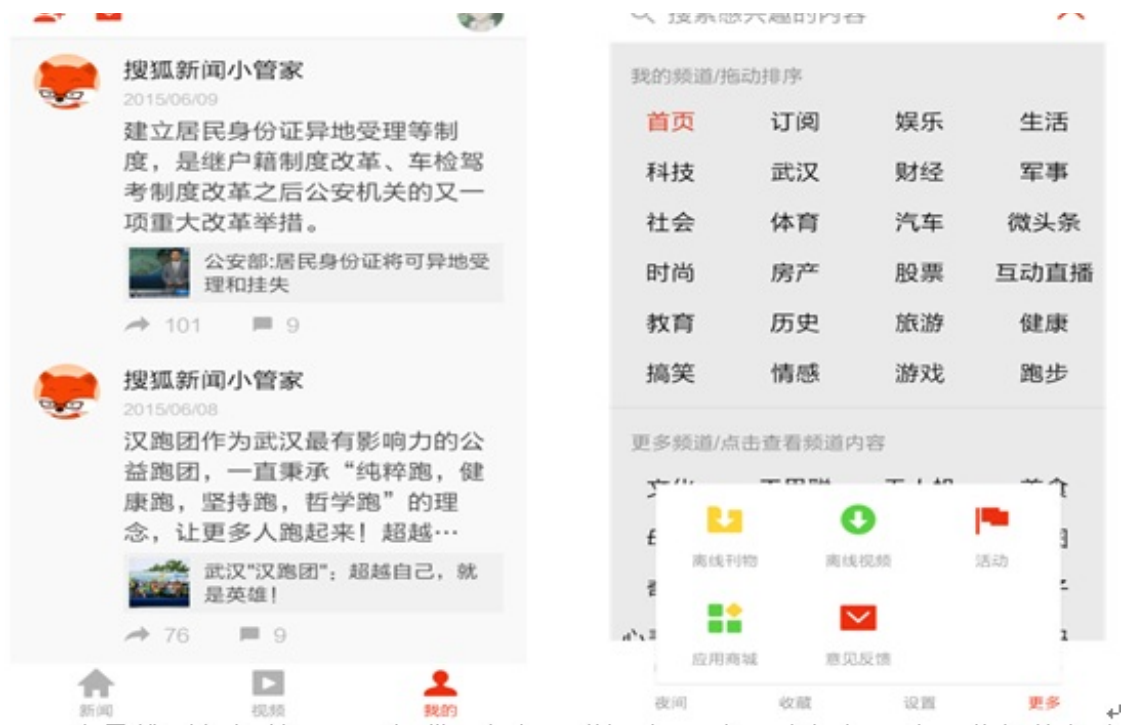 搜狐新闻小管家
2015/06/09
建立居民身份证异地受理等制
度，是继户籍制度改革、车检驾
考制度改革之后公安机关的又一
项重大改革举措。
公安部:居民身份证将可异地受
理和挂失
101 9
搜狐新闻小管家
2015/06/08
汉跑团作为武汉最有影响力的公
益跑团，一直秉承“纯粹跑，健
康跑，坚持跑，哲学跑”的理
念，让更多人跑起来！超越…
武汉"汉跑团"：超越自己，就
是英雄！
76 9
新闻 视频 我的
搜索感兴趣的内容
我的频道/拖动排序
首页 订阅 娱乐 生活
科技 武汉 财经 军事
社会 体育 汽车 微头条
时尚 房产 股票 互动直播
教育 历史 旅游 健康
搞笑 情感 游戏 跑步
更多频道/点击查看频道内容
离线刊物 离线视频 活动
应用商城 意见反馈
夜间 收藏 设置 更多